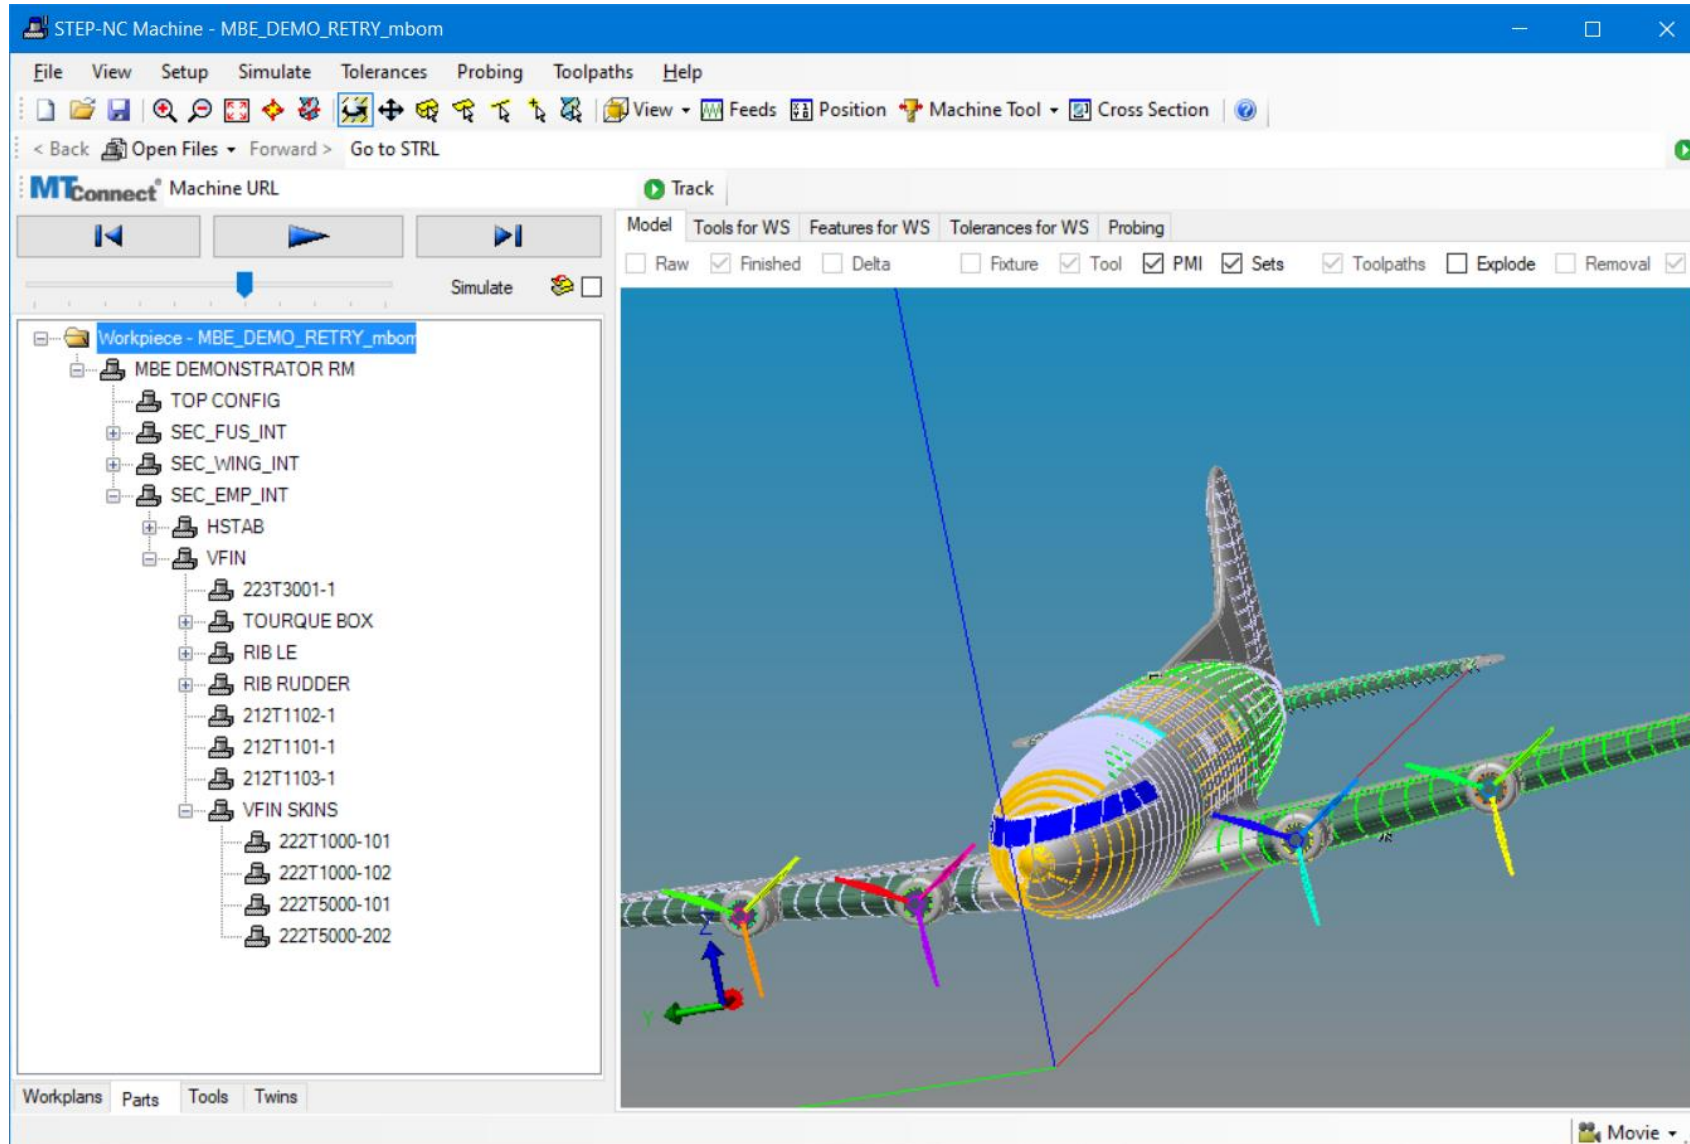 STEP-NC Machine - MBE_DEMO_RETRY_mbom
File View Setup Simulate Tolerances Probing Toolpaths Help
View Feeds Position Machine Tool Cross Section
< Back Open Files Forward > Go to STRL
MTConnect® Machine URL Track
Model Tools for WS Features for WS Tolerances for WS Probing
Raw Finished Delta Fixture Tool PMI Sets Toolpaths Explode Removal
Simulate
Workpiece - MBE_DEMO_RETRY_mbom
MBE DEMONSTRATOR RM
TOP CONFIG
SEC_FUS_INT
SEC_WING_INT
SEC_EMP_INT
HSTAB
VFIN
223T3001-1
TOURQUE BOX
RIB LE
RIB RUDDER
212T1102-1
212T1101-1
212T1103-1
VFIN SKINS
222T1000-101
222T1000-102
222T5000-101
222T5000-202
Z
Y
Workplans Parts Tools Twins
Movie